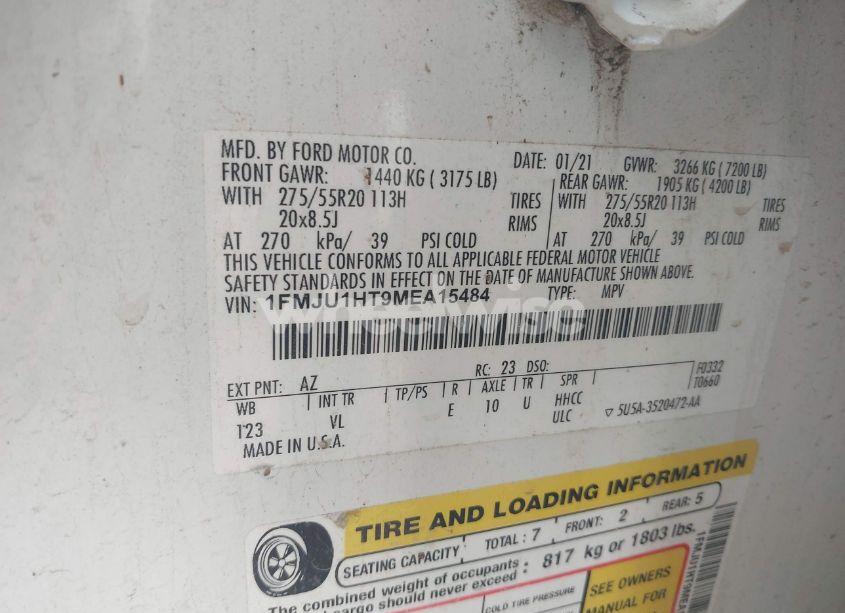 MFD. BY FORD MOTOR CO. DATE: 01/21 GVWR: 3266 KG ( 7200 LB)
FRONT GAWR: 1440 KG ( 3175 LB) REAR GAWR: 1905 KG ( 4200 LB)
WITH 275/55R20 113H TIRES WITH 275/55R20 113H TIRES
20x8.5J RIMS 20x8.5J RIMS
AT 270 kPa/ 39 PSI COLD AT 270 kPa/ 39 PSI COLD
THIS VEHICLE CONFORMS TO ALL APPLICABLE FEDERAL MOTOR VEHICLE
SAFETY STANDARDS IN EFFECT ON THE DATE OF MANUFACTURE SHOWN ABOVE.
VIN: 1FMJU1HT9MEA15484 TYPE: MPV
wheelwise
EXT PNT: AZ RC: 23 DSO: F0332
WB INT TR TP/PS R AXLE TR SPR T0660
123 VL E 10 U HHCC
ULC ▽ 5U5A-3520472-AA
MADE IN U.S.A.
TIRE AND LOADING INFORMATION
SEATING CAPACITY TOTAL : 7 FRONT: 2 REAR: 5
The combined weight of occupants : 817 kg or 1803 lbs.
cargo should never exceed
COLD TIRE PRESSURE
SEE OWNERS
MANUAL FOR